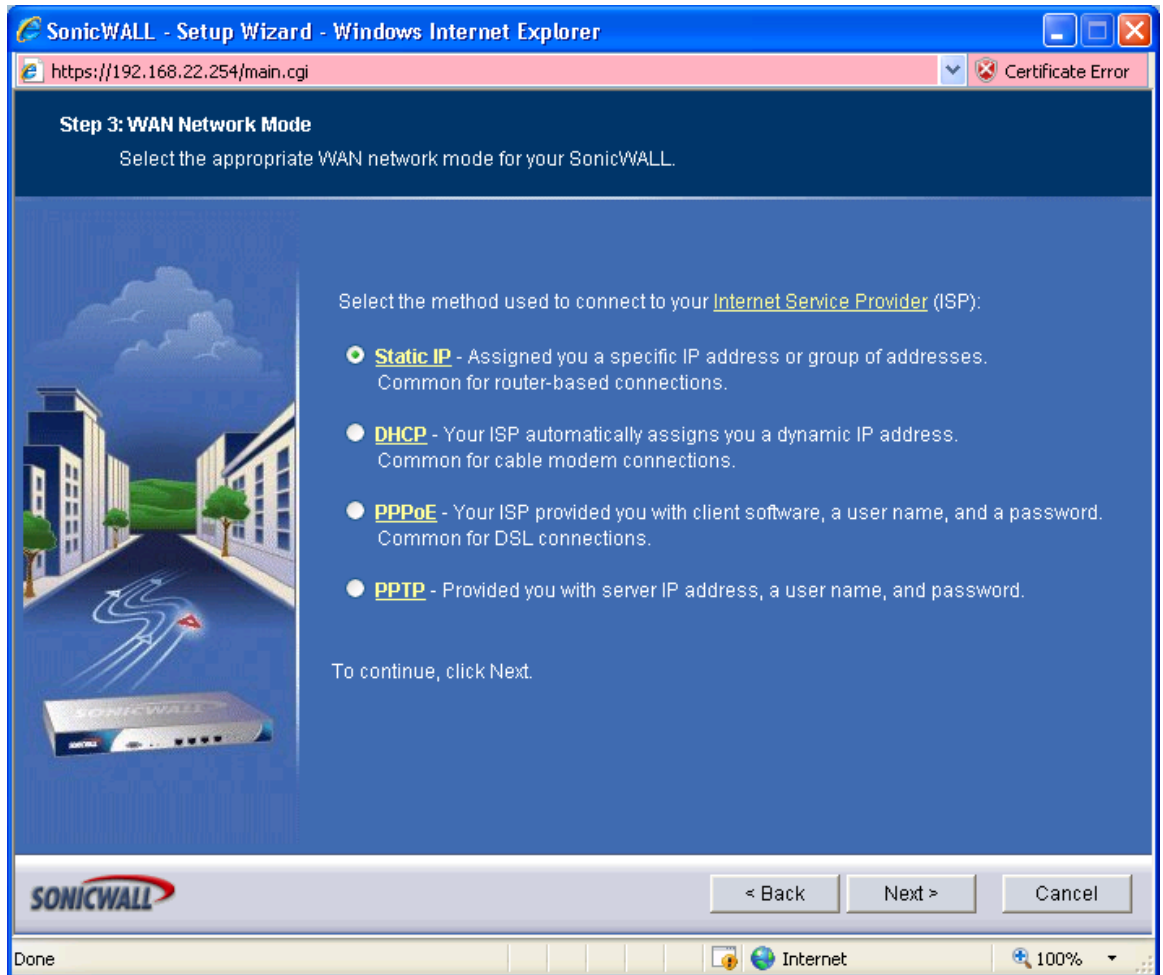 SonicWALL - Setup Wizard - Windows Internet Explorer
https://192.168.22.254/main.cgi
Certificate Error
Step 3: WAN Network Mode
Select the appropriate WAN network mode for your SonicWALL.
Select the method used to connect to your Internet Service Provider (ISP):
Static IP - Assigned you a specific IP address or group of addresses.
Common for router-based connections.
DHCP - Your ISP automatically assigns you a dynamic IP address.
Common for cable modem connections.
PPPoE - Your ISP provided you with client software, a user name, and a password.
Common for DSL connections.
PPTP - Provided you with server IP address, a user name, and password.
To continue, click Next.
SONICWALL
SONICWALL
SONICWALL
< Back
Next >
Cancel
Done
Internet
100%